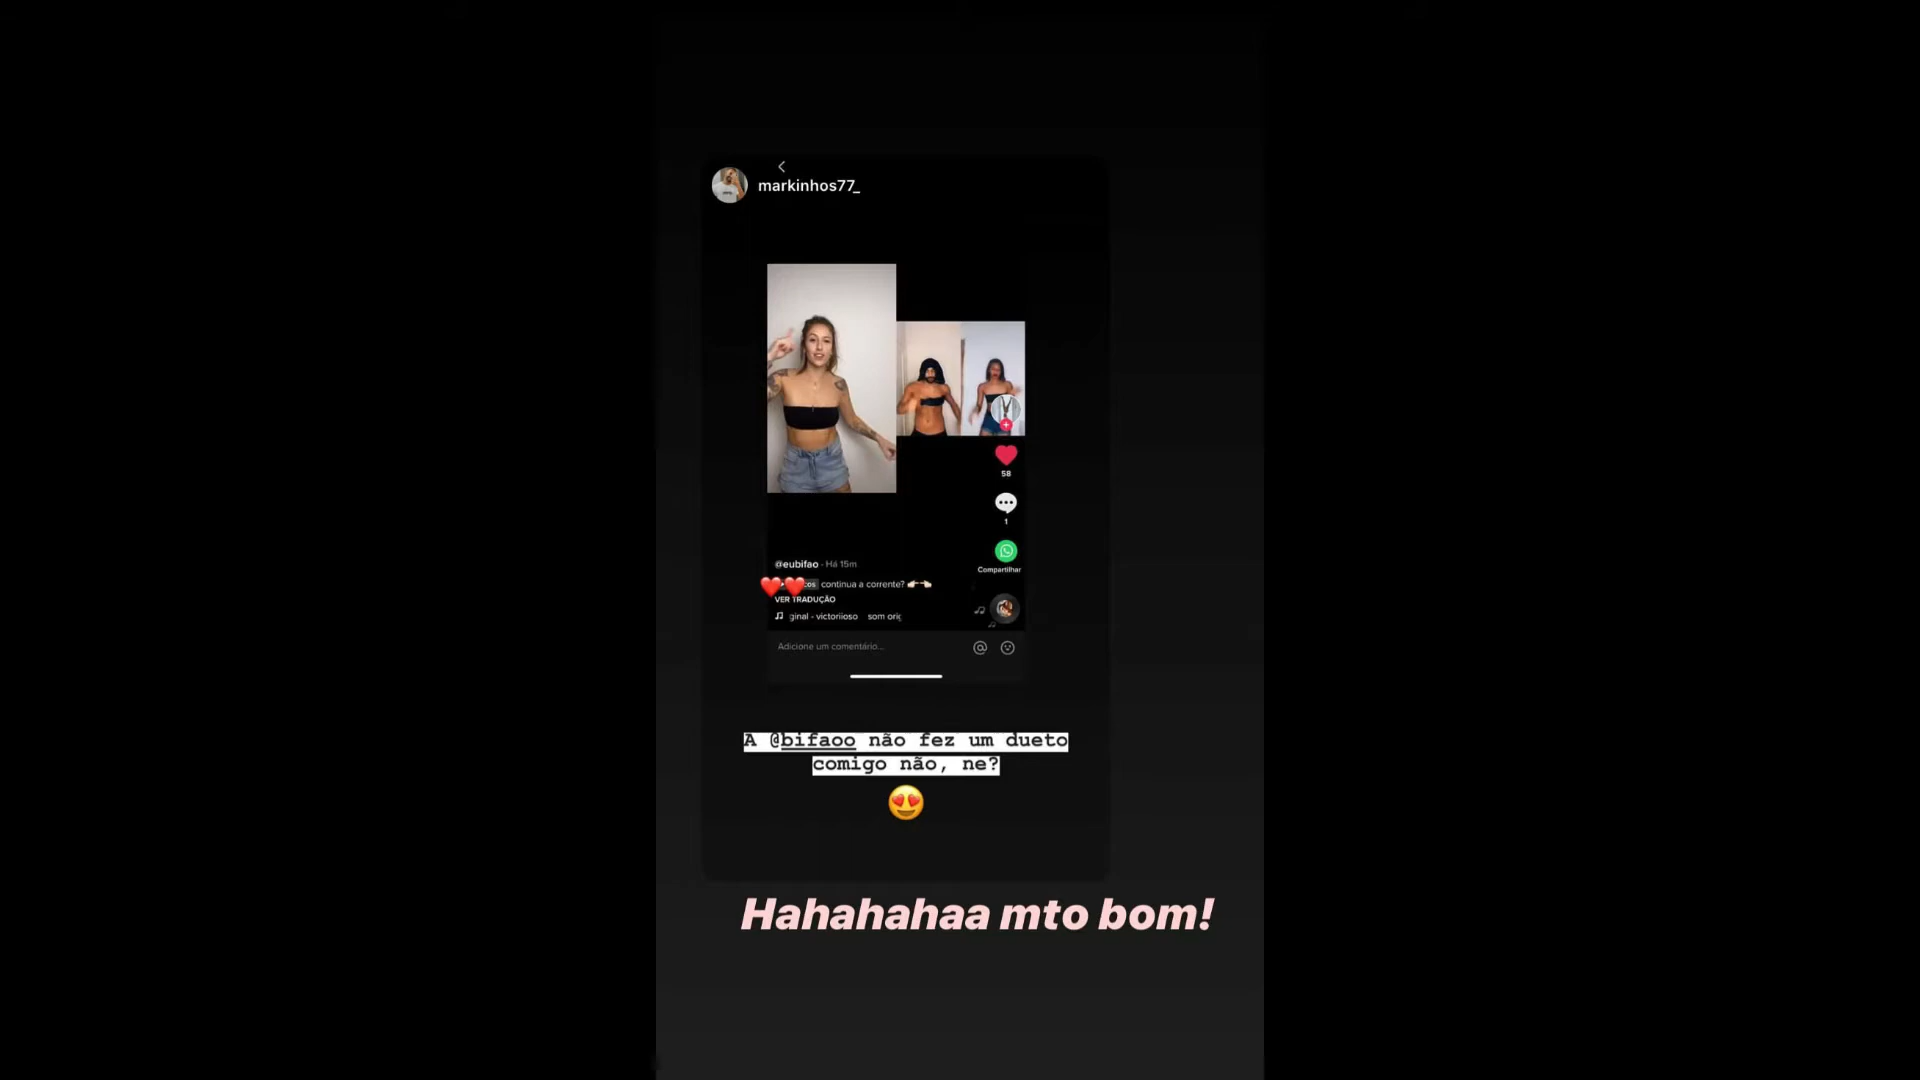 markinhos77_
58
1
Compartilhar
@eubifao · Há 15m
continua a corrente? 👉🏻👈🏻
VER TRADUÇÃO
ginal - victoriioso som orig
Adicione um comentário...
A @bifaoo não fez um dueto
comigo não, ne?
😍
Hahahahaa mto bom!